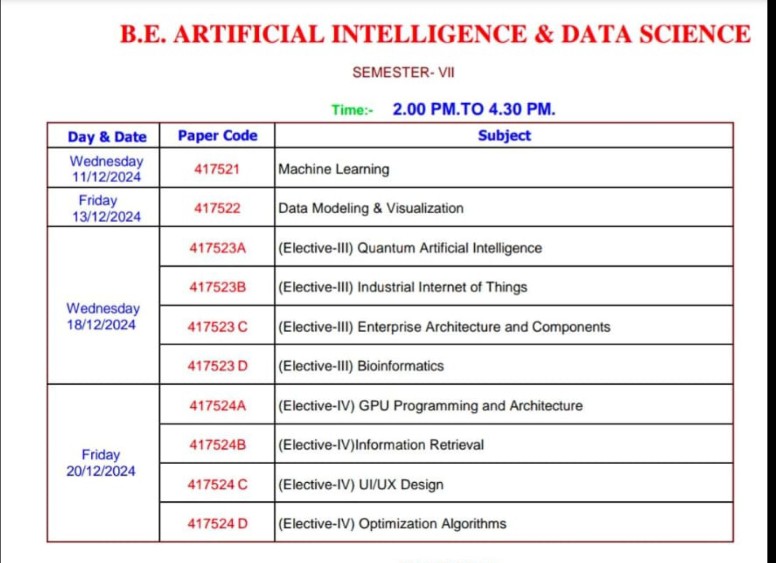 B.E. ARTIFICIAL INTELLIGENCE & DATA SCIENCE
SEMESTER- VII
Time:- 2.00 PM.TO 4.30 PM.
Day & Date Paper Code Subject
Wednesday
11/12/2024 417521 Machine Learning
Friday
13/12/2024 417522 Data Modeling & Visualization
Wednesday
18/12/2024
417523A (Elective-III) Quantum Artificial Intelligence
417523B (Elective-III) Industrial Internet of Things
417523 C (Elective-III) Enterprise Architecture and Components
417523 D (Elective-III) Bioinformatics
Friday
20/12/2024
417524A (Elective-IV) GPU Programming and Architecture
417524B (Elective-IV)Information Retrieval
417524 C (Elective-IV) UI/UX Design
417524 D (Elective-IV) Optimization Algorithms